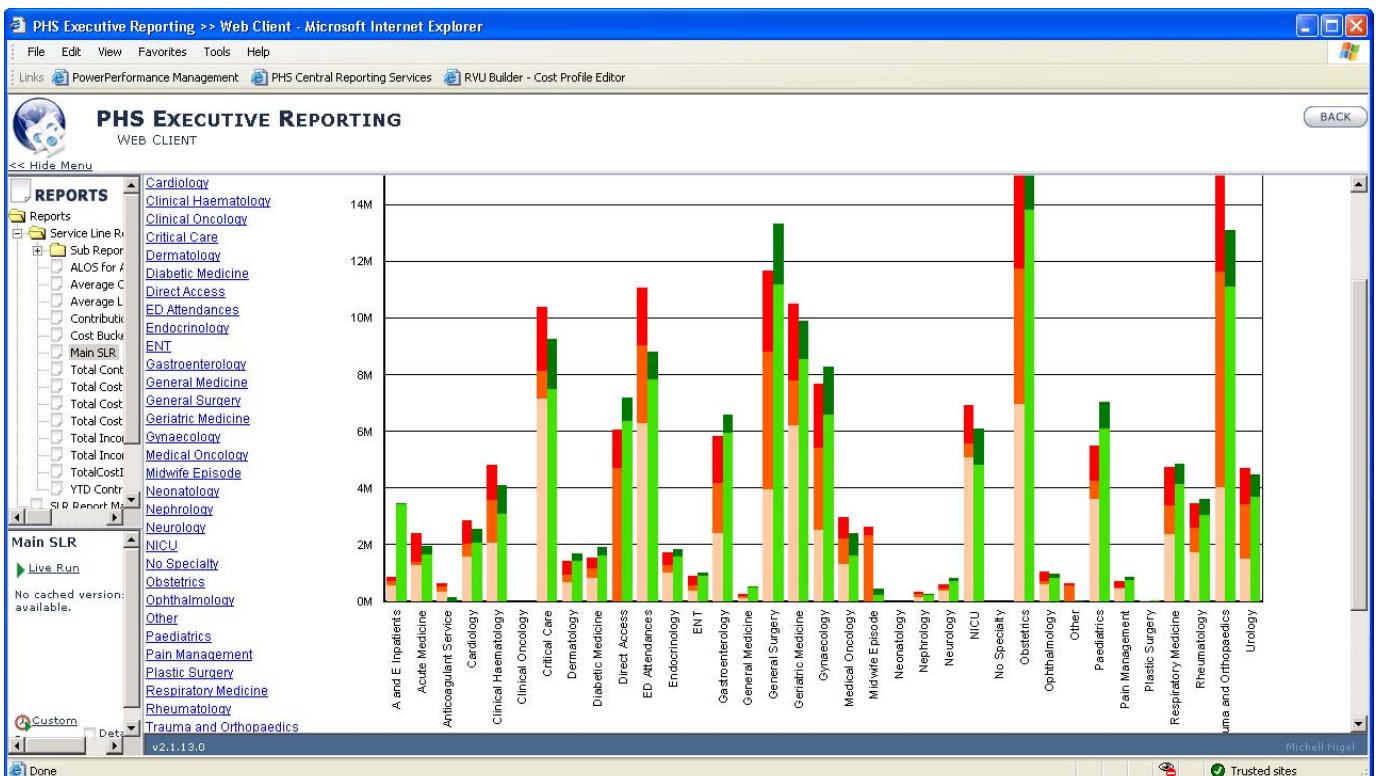 PHS Executive Reporting >> Web Client - Microsoft Internet Explorer
File Edit View Favorites Tools Help
Links PowerPerformance Management PHS Central Reporting Services RVU Builder - Cost Profile Editor
PHS EXECUTIVE REPORTING
WEB CLIENT
BACK
<< Hide Menu
REPORTS
Reports
Service Line R
Sub Repor
ALOS for A
Average C
Average L
Contributi
Cost Bucke
Main SLR
Total Cont
Total Cost
Total Cost
Total Cost
Total Incor
Total Incor
TotalCostI
YTD Contr
SLR Report Ma
Main SLR
Live Run
No cached version:
available.
Custom
Deta
Cardiology
Clinical Haematology
Clinical Oncology
Critical Care
Dermatology
Diabetic Medicine
Direct Access
ED Attendances
Endocrinology
ENT
Gastroenterology
General Medicine
General Surgery
Geriatric Medicine
Gynaecology
Medical Oncology
Midwife Episode
Neonatology
Nephrology
Neurology
NICU
No Specialty
Obstetrics
Ophthalmology
Other
Paediatrics
Pain Management
Plastic Surgery
Respiratory Medicine
Rheumatology
Trauma and Orthopaedics
14M
12M
10M
8M
6M
4M
2M
0M
A and E Inpatients
Acute Medicine
Anticoagulant Service
Cardiology
Clinical Haematology
Clinical Oncology
Critical Care
Dermatology
Diabetic Medicine
Direct Access
ED Attendances
Endocrinology
ENT
Gastroenterology
General Medicine
General Surgery
Geriatric Medicine
Gynaecology
Medical Oncology
Midwife Episode
Neonatology
Nephrology
Neurology
NICU
No Specialty
Obstetrics
Ophthalmology
Other
Paediatrics
Pain Management
Plastic Surgery
Respiratory Medicine
Rheumatology
uma and Orthopaedics
Urology
v2.1.13.0
Michell Nigel
Done
Trusted sites